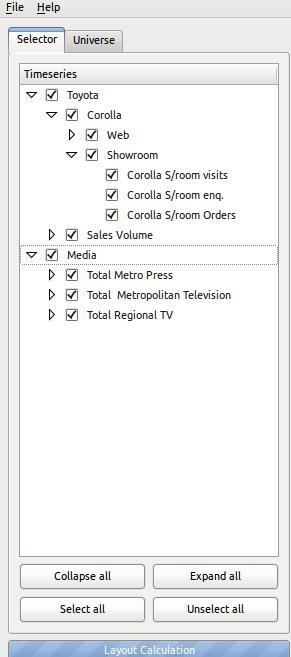 File Help
Selector Universe
Timeseries
Toyota
Corolla
Web
Showroom
Corolla S/room visits
Corolla S/room enq.
Corolla S/room Orders
Sales Volume
Media
Total Metro Press
Total Metropolitan Television
Total Regional TV
Collapse all Expand all
Select all Unselect all
Layout Calculation